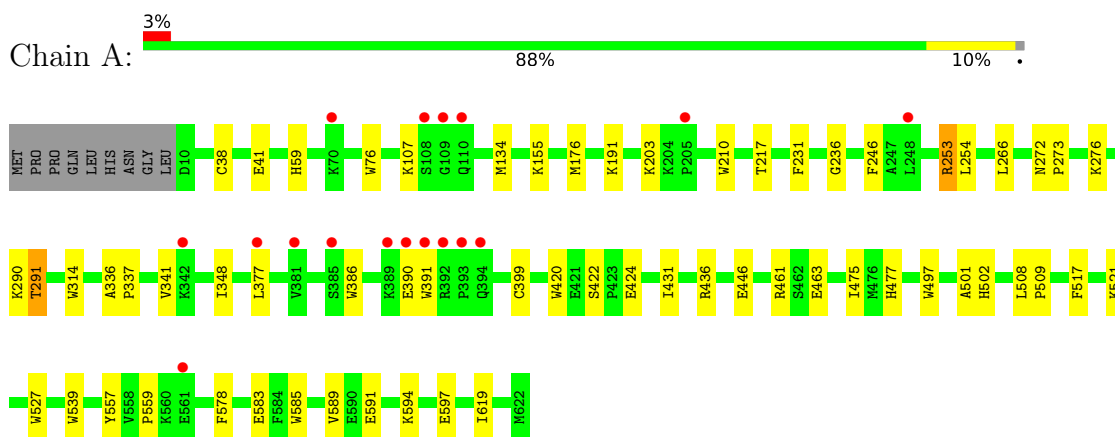 3%
Chain A:
88% 10% •
MET PRO PRO GLN LEU HIS ASN GLY LEU D10 C38 E41 H59 K70 W76 K107 S108 G109 Q110 M134 K155 M176 K191 K203 K204 P205 W210 T217 F231 G236 F246 A247 L248 R253 L254 L266 N272 P273 K276
K290 T291 W314 A336 P337 V341 K342 I348 L377 V381 S385 W386 K389 E390 W391 R392 P393 Q394 C399 W420 E421 S422 P423 E424 I431 R436 E446 R461 S462 E463 I475 M476 H477 W497 A501 H502 L508 P509 F517 K521
W527 W539 Y557 V558 P559 K560 E561 F578 E583 F584 W585 V589 E590 E591 K594 E597 I619 M622